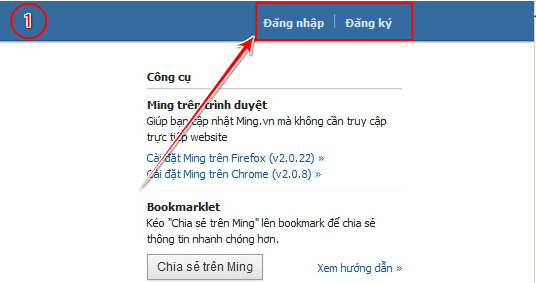 1
Đăng nhập Đăng ký
Công cụ
Ming trên trình duyệt
Giúp bạn cập nhật Ming.vn mà không cần truy cập
trực tiếp website
Cài đặt Ming trên Firefox (v2.0.22) »
Cài đặt Ming trên Chrome (v2.0.8) »
Bookmarklet
Kéo "Chia sẻ trên Ming" lên bookmark để chia sẻ
thông tin nhanh chóng hơn.
Chia sẻ trên Ming Xem hướng dẫn »